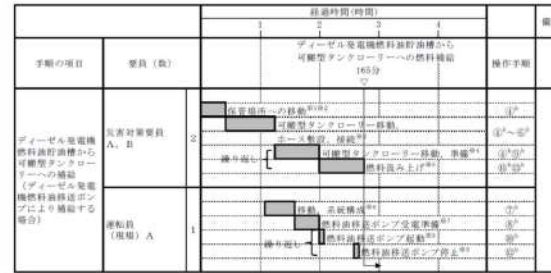 経過時間(時間)
備
1
2
3
4
手順の項目
要員（数）
ディーゼル発電機燃料油貯油槽から
可搬型タンクローリーへの燃料補給
165分
操作手順
ディーゼル発電機
燃料油貯油槽から
可搬型タンクロー
リーへの補給
（ディーゼル発電
機燃料油移送ポン
プにより補給する
場合）
災害対策要員
A，B
2
保管場所への移動
可搬型タンクローリー移動，
ホース敷設，接続
可搬型タンクローリー移動，準備
繰り返し
燃料汲み上げ
運転員
（現場）A
1
移動，系統構成
燃料油移送ポンプ受電準備
燃料油移送ポンプ起動
繰り返し
燃料油移送ポンプ停止